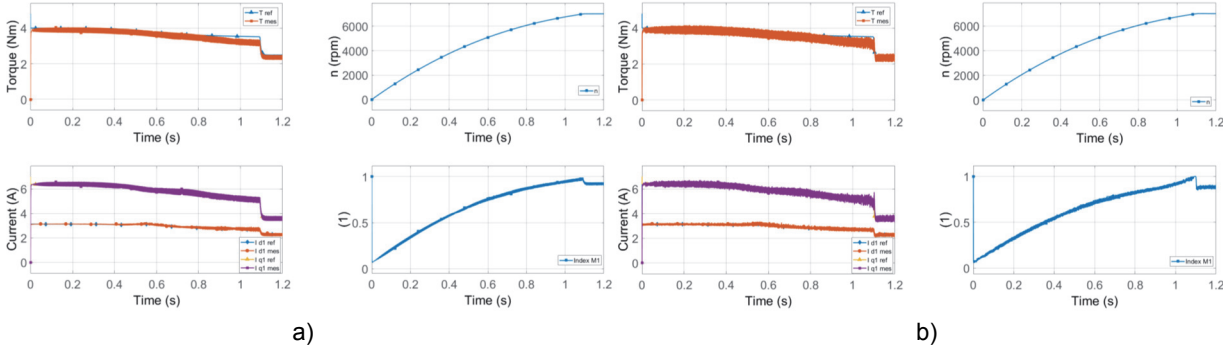 Torque (Nm)
4
2
0
T ref
T mes
0 0.2 0.4 0.6 0.8 1 1.2
Time (s)
n (rpm)
6000
4000
2000
0
n
0 0.2 0.4 0.6 0.8 1 1.2
Time (s)
Torque (Nm)
4
2
0
T ref
T mes
0 0.2 0.4 0.6 0.8 1 1.2
Time (s)
n (rpm)
6000
4000
2000
0
n
0 0.2 0.4 0.6 0.8 1 1.2
Time (s)
Current (A)
6
4
2
0
I d1 ref
I d1 mes
I q1 ref
I q1 mes
0 0.2 0.4 0.6 0.8 1 1.2
Time (s)
(1)
1
0.5
0
Index M1
0 0.2 0.4 0.6 0.8 1 1.2
Time (s)
Current (A)
6
4
2
0
I d1 ref
I d1 mes
I q1 ref
I q1 mes
0 0.2 0.4 0.6 0.8 1 1.2
Time (s)
(1)
1
0.5
0
Index M1
0 0.2 0.4 0.6 0.8 1 1.2
Time (s)
a)
b)